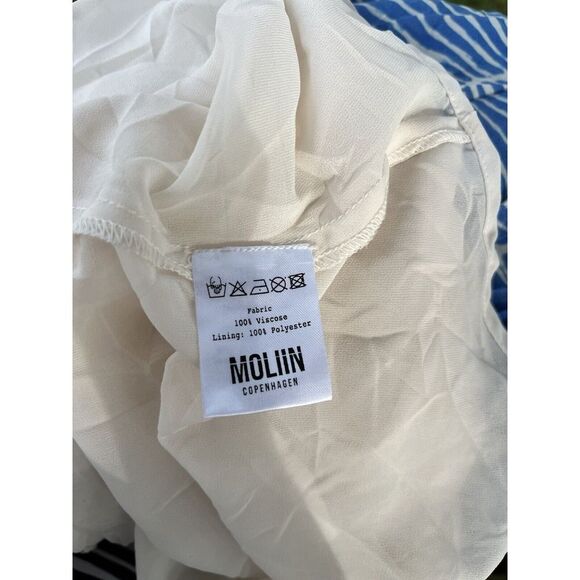 Fabric
100% Viscose
Lining: 100% Polyester
MOLIIN
COPENHAGEN